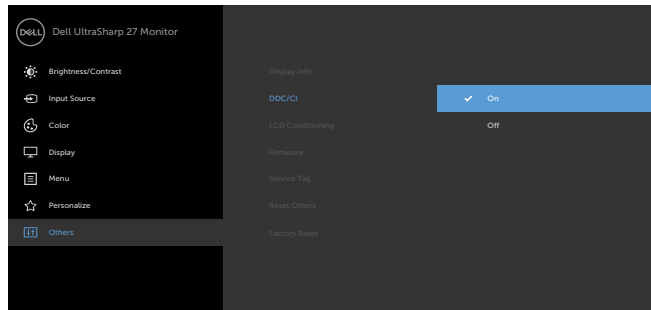 DELL Dell UltraSharp 27 Monitor
Brightness/Contrast
Display Info
Input Source
DDC/CI
On
Color
LCD Conditioning
Off
Display
Firmware
Menu
Service Tag
Personalize
Reset Others
Others
Factory Reset